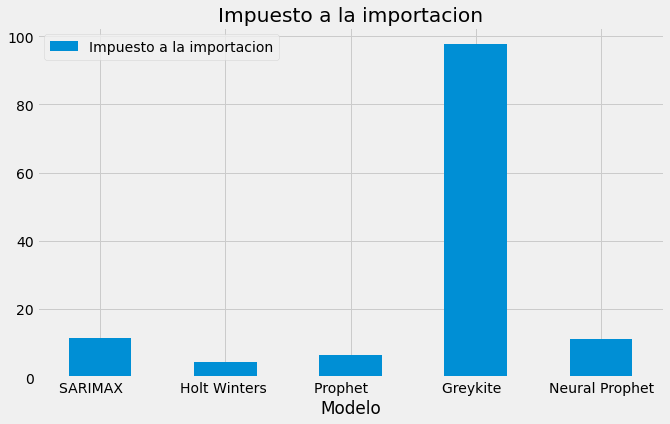 Impuesto a la importacion
Impuesto a la importacion
100
80
60
40
20
0
SARIMAX Holt Winters Prophet Greykite Neural Prophet
Modelo